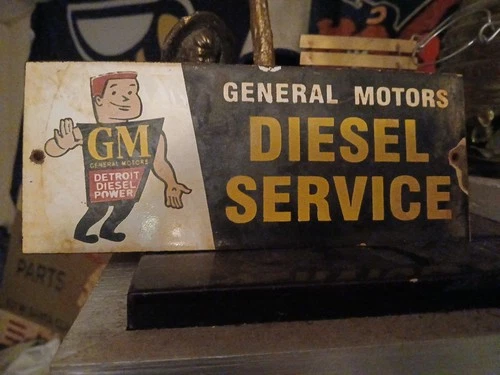 GENERAL MOTORS
DIESEL
SERVICE
GM
GENERAL MOTORS
DETROIT
DIESEL
POWER
PARTS